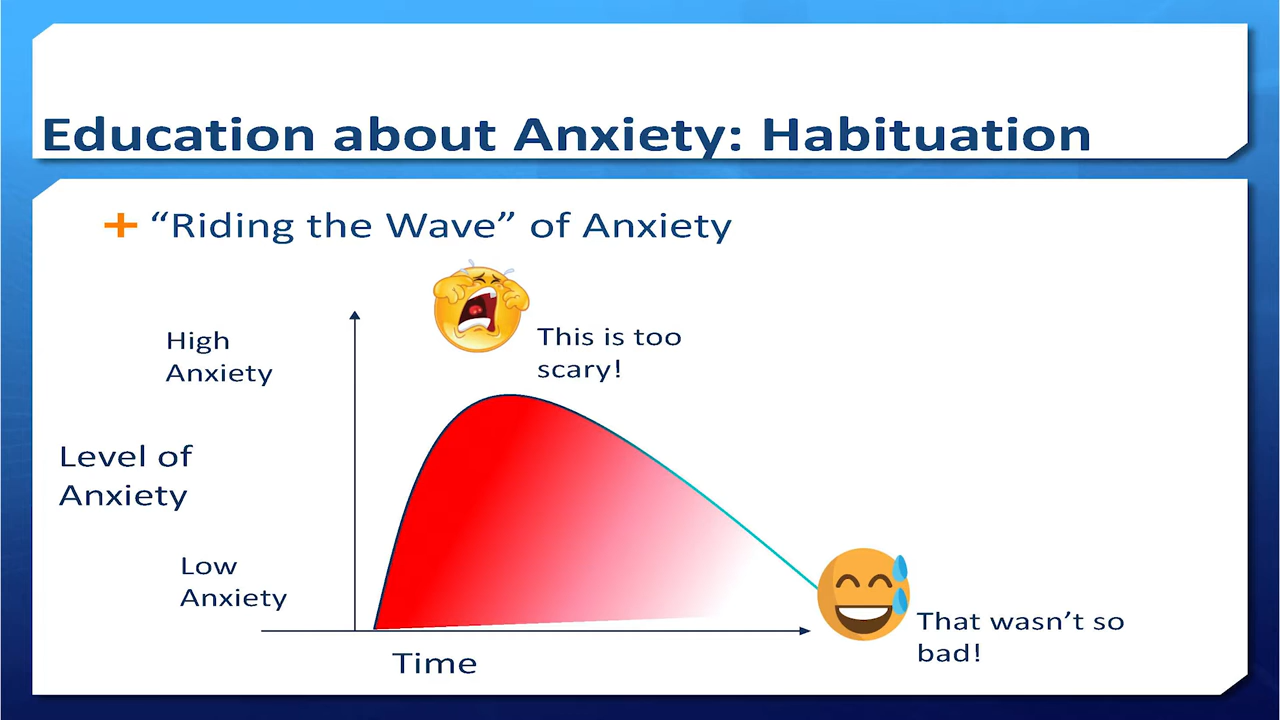 Education about Anxiety: Habituation
“Riding the Wave” of Anxiety
This is too
scary!
High
Anxiety
Level of
Anxiety
Low
Anxiety
That wasn’t so
bad!
Time